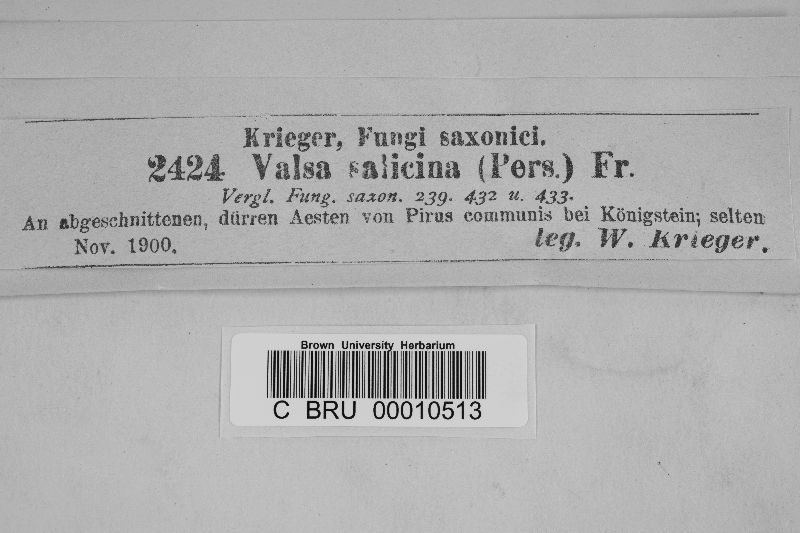 Krieger, Fungi saxonici.
2424 Valsa salicina (Pers.) Fr.
Vergl. Fung. saxon. 239. 432 u. 433.
An abgeschnittenen, dürren Aesten von Pirus communis bei Königstein; selten
Nov. 1900. leg. W. Krieger.
Brown University Herbarium
C BRU 00010513